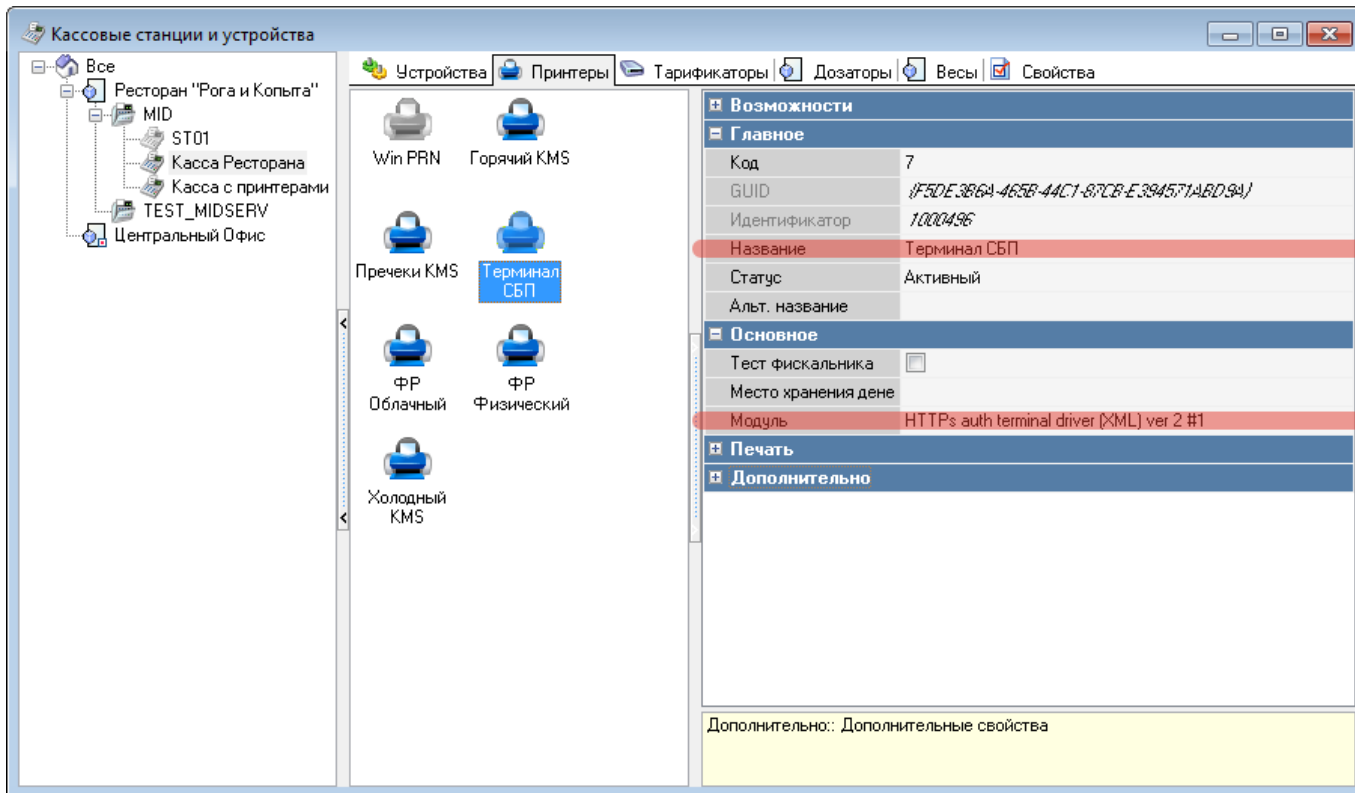 Кассовые станции и устройства
Все
Ресторан "Рога и Копыта"
MID
ST01
Касса Ресторана
Касса с принтерами
TEST_MIDSERV
Центральный Офис
Устройства Принтеры Тарификаторы Дозаторы Весы Свойства
Win PRN Горячий KMS
Пречеки KMS Терминал
СБП
ФР ФР
Облачный Физический
Холодный
KMS
Возможности
Главное
Код 7
GUID {F5DE3B6A-465B-44C1-87CB-E394571ABD9A}
Идентификатор 1000496
Название Терминал СБП
Статус Активный
Альт. название
Основное
Тест фискальника
Место хранения дене
Модуль HTTPs auth terminal driver (XML) ver 2 #1
Печать
Дополнительно
Дополнительно:: Дополнительные свойства